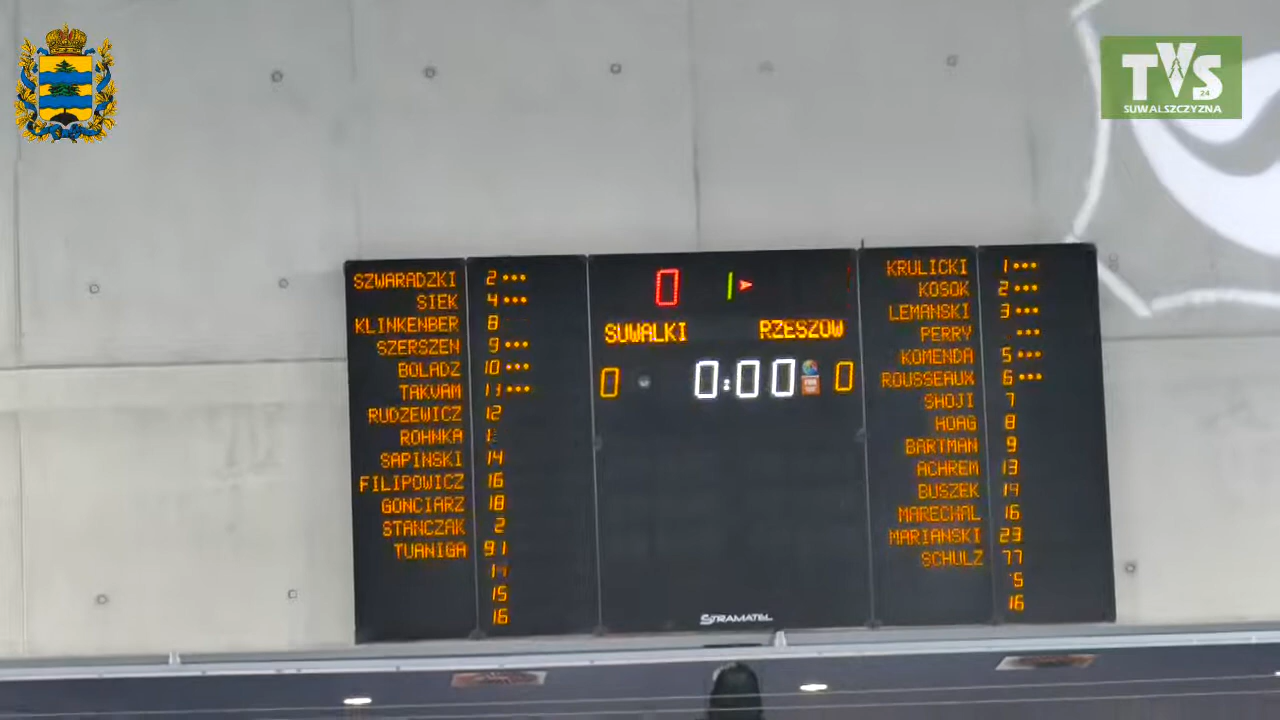 TVS
24
SUWALSZCZYZNA
0 1
SUWALKI RZESZOW
0 0:00 0
SZWARADZKI 2
SIEK 4
KLINKENBER 8
SZERSZEN 9
BOLADZ 10
TAKVAM
RUDZEWICZ 12
ROHNKA
SAPINSKI 14
FILIPOWICZ 16
GONCIARZ 18
STANCZAK 2
TUANIGA 91
15
16
KRULICKI 1
KOSOK 2
LEMANSKI 3
PERRY
KOMENDA 5
ROUSSEAUX 6
SHOJI 7
HOAG 8
BARTMAN 9
ACHREM 13
BUSZEK 14
MARECHAL 16
MARIANSKI 23
SCHULZ 77
16
STRAMATEL